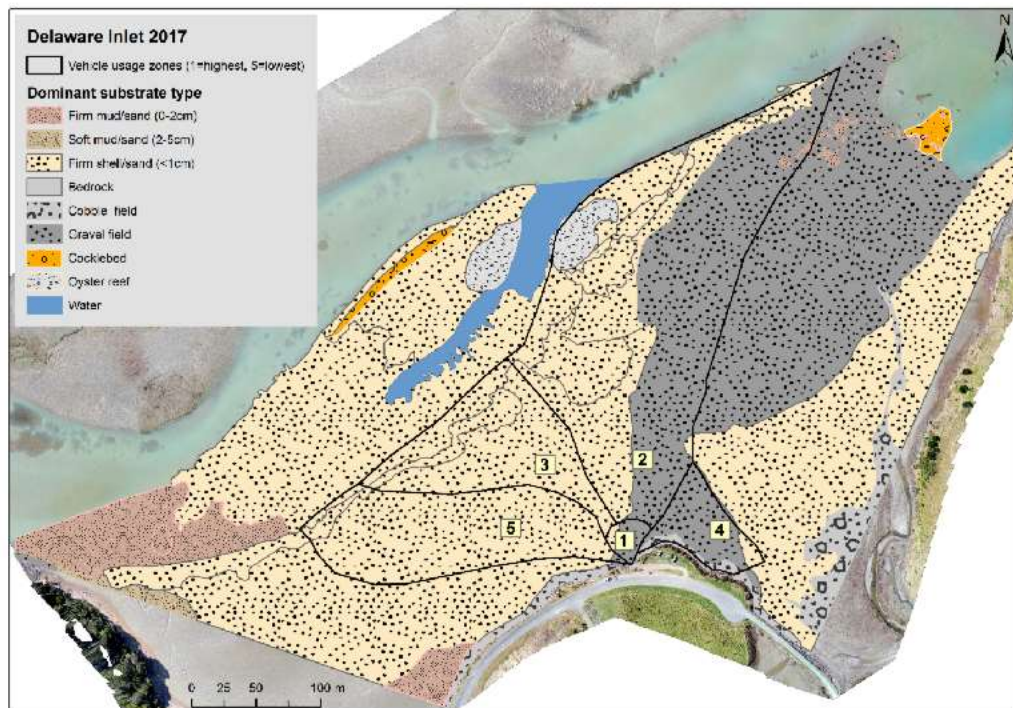 Delaware Inlet 2017
Vehicle usage zones (1=highest, 5=lowest)
Dominant substrate type
Firm mud/sand (0-2cm)
Soft mud/sand (2-5cm)
Firm shell/sand (<1cm)
Bedrock
Cobble field
Gravel field
Cocklebed
Oyster reef
Water
N
3
2
5
1
4
0 25 50 100 m